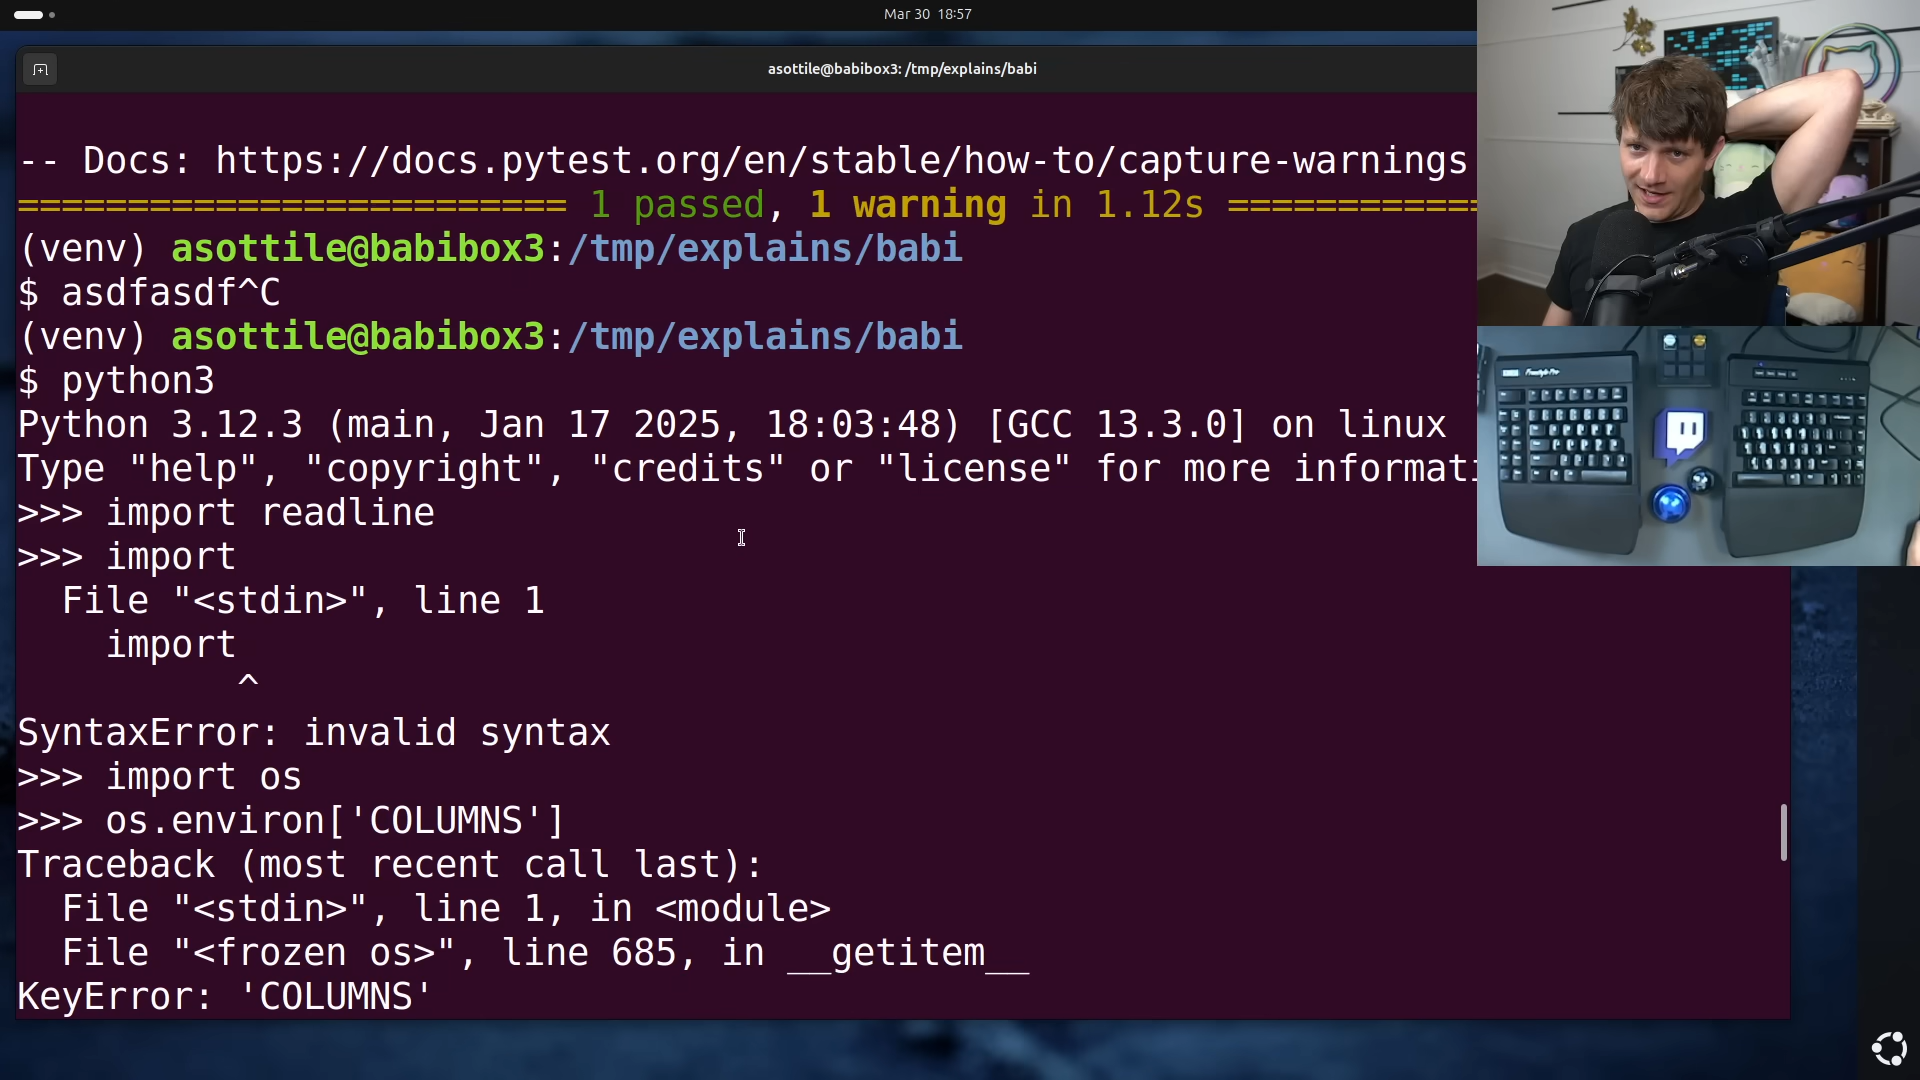 Mar 30 18:57
asottile@babibox3: /tmp/explains/babi
-- Docs: https://docs.pytest.org/en/stable/how-to/capture-warnings
========================== 1 passed, 1 warning in 1.12s ============
(venv) asottile@babibox3:/tmp/explains/babi
$ asdfasdf^C
(venv) asottile@babibox3:/tmp/explains/babi
$ python3
Python 3.12.3 (main, Jan 17 2025, 18:03:48) [GCC 13.3.0] on linux
Type "help", "copyright", "credits" or "license" for more informati
>>> import readline
>>> import
  File "<stdin>", line 1
    import
          ^
SyntaxError: invalid syntax
>>> import os
>>> os.environ['COLUMNS']
Traceback (most recent call last):
  File "<stdin>", line 1, in <module>
  File "<frozen os>", line 685, in __getitem__
KeyError: 'COLUMNS'